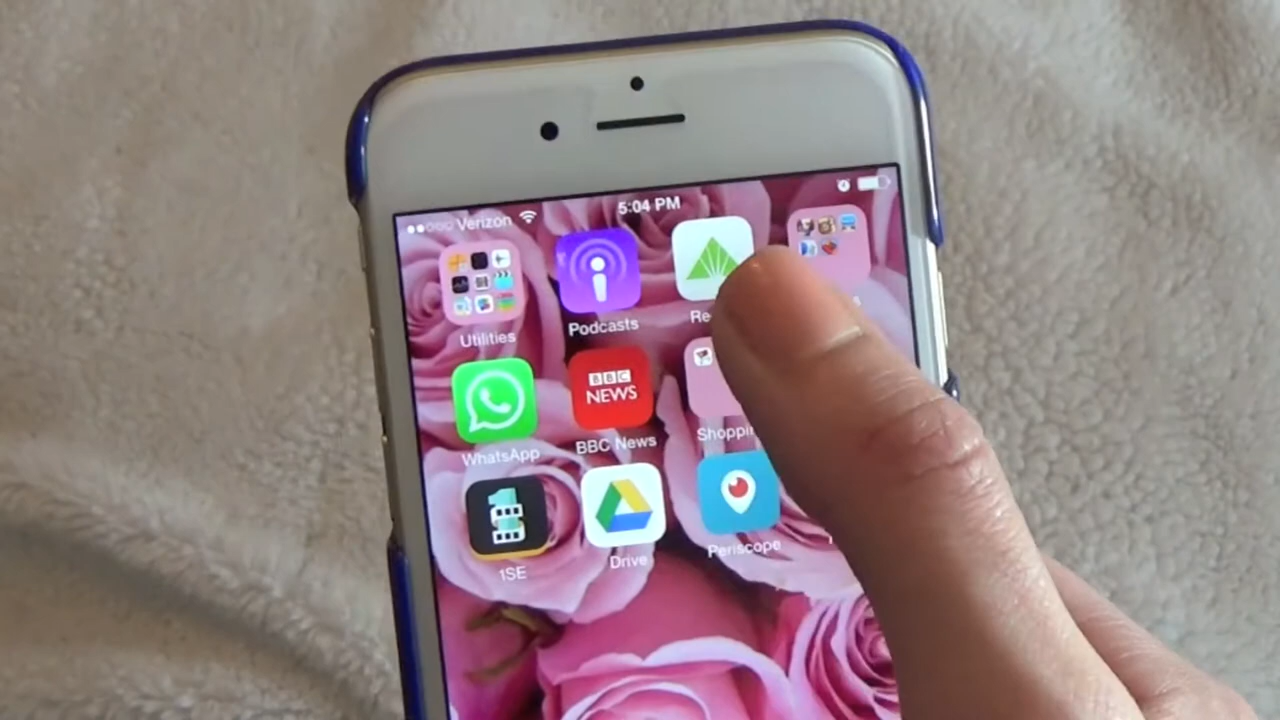 Verizon 5:04 PM
Utilities Podcasts
BBC
NEWS
WhatsApp BBC News
1SE Drive Periscope